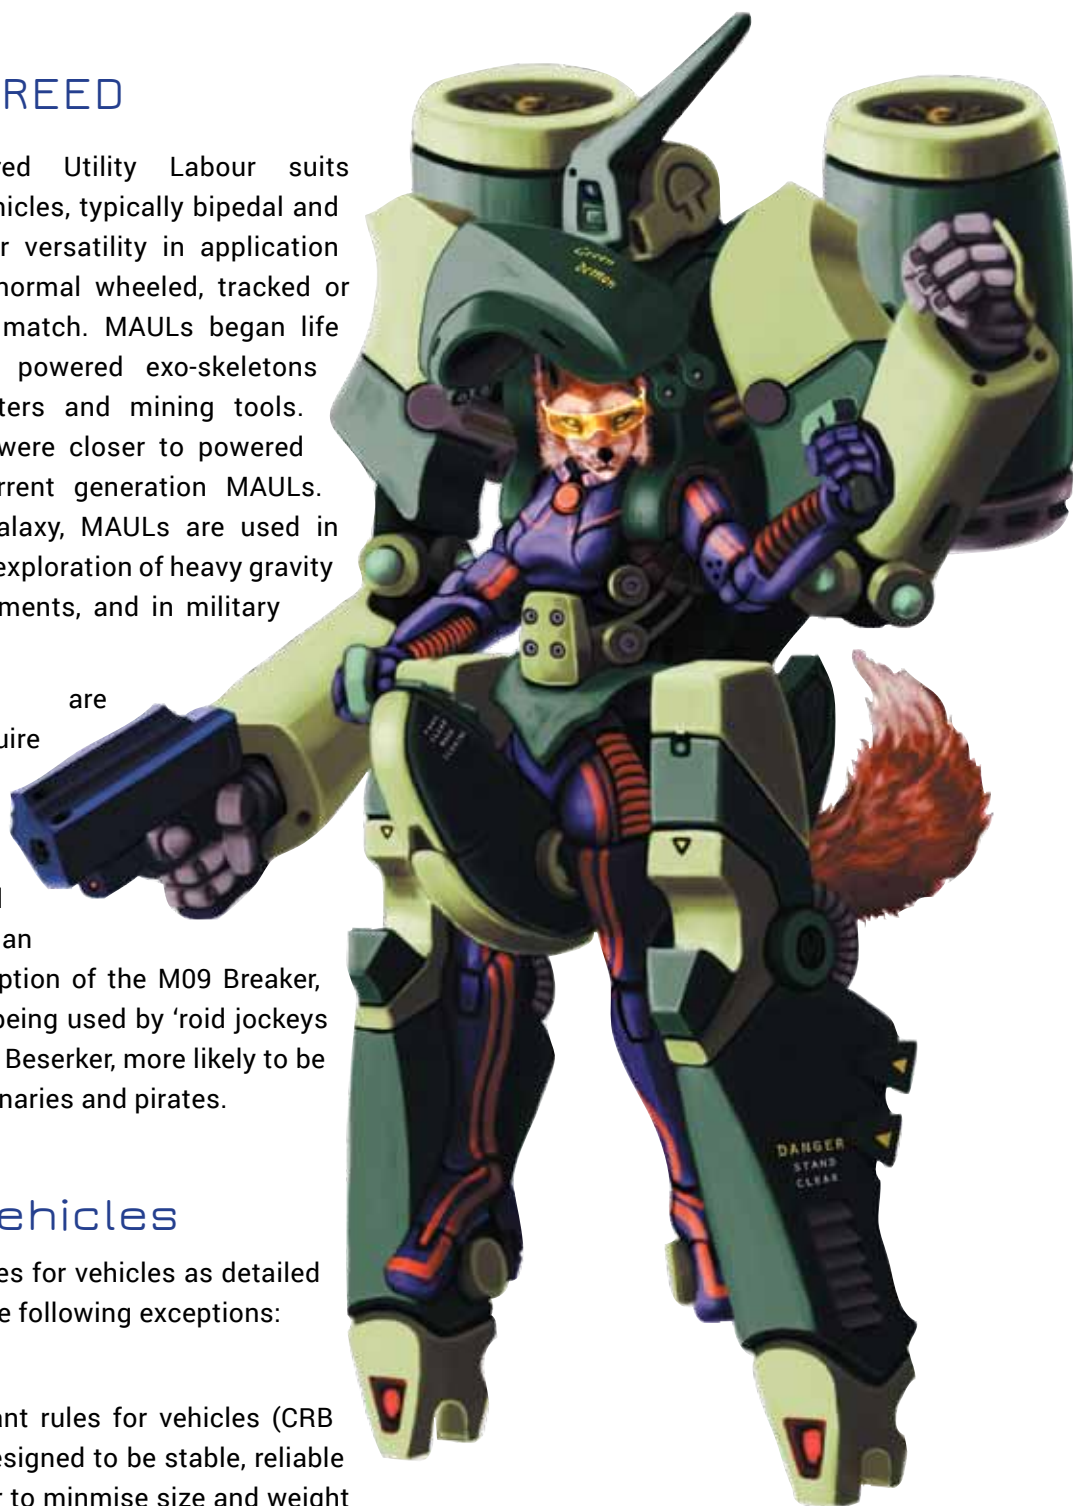 REED
red Utility Labour suits
hicles, typically bipedal and
r versatility in application
normal wheeled, tracked or
match. MAULs began life
powered exo-skeletons
ters and mining tools.
were closer to powered
rrent generation MAULs.
alaxy, MAULs are used in
exploration of heavy gravity
ments, and in military
are
uire
an
ption of the M09 Breaker,
being used by ‘roid jockeys
Beserker, more likely to be
naries and pirates.
ehicles
es for vehicles as detailed
e following exceptions:
ant rules for vehicles (CRB
esigned to be stable, reliable
r to minmise size and weight
Green
Demon
DANGER
STAND
CLEAR